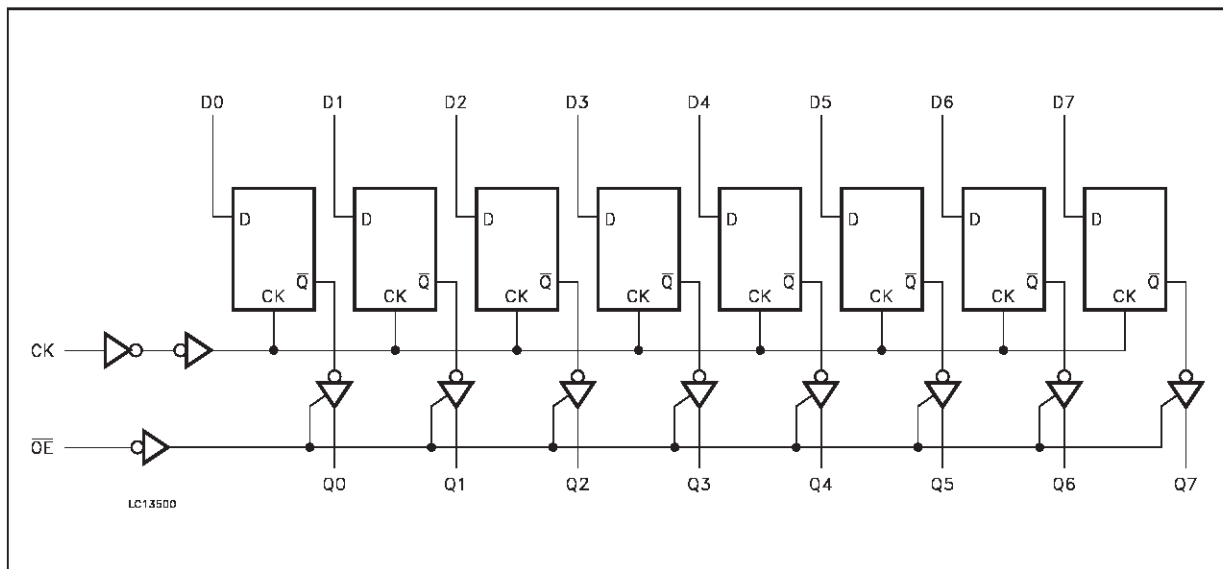 D0 D1 D2 D3 D4 D5 D6 D7
D D D D D D D D
Q̅ Q̅ Q̅ Q̅ Q̅ Q̅ Q̅ Q̅
CK CK CK CK CK CK CK CK
CK
O̅E̅
Q0 Q1 Q2 Q3 Q4 Q5 Q6 Q7
LC13500